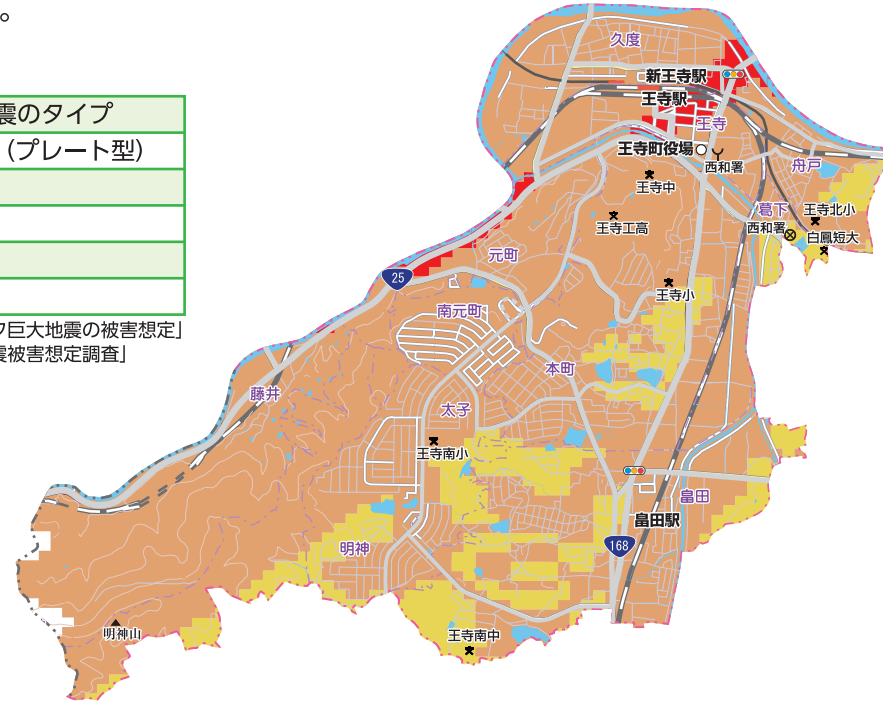 。
震のタイプ
(プレート型)
フ巨大地震の被害想定」
震被害想定調査」
久度
新王寺駅
王寺駅
王寺
王寺町役場
西和署
舟戸
王寺中
葛下
王寺北小
王寺工高
西和署
白鳳短大
元町
25
王寺小
南元町
本町
藤井
太子
王寺南小
畠田
畠田駅
明神
168
明神山
王寺南中